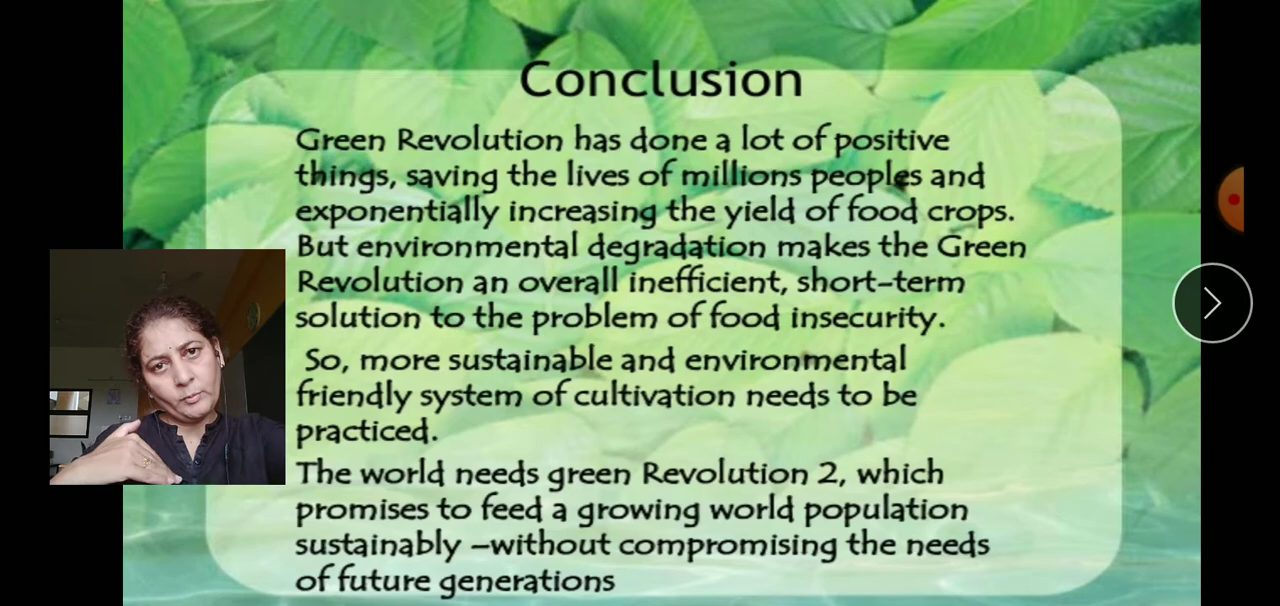 Conclusion
Green Revolution has done a lot of positive
things, saving the lives of millions peoples and
exponentially increasing the yield of food crops.
But environmental degradation makes the Green
Revolution an overall inefficient, short-term
solution to the problem of food insecurity.
So, more sustainable and environmental
friendly system of cultivation needs to be
practiced.
The world needs green Revolution 2, which
promises to feed a growing world population
sustainably –without compromising the needs
of future generations